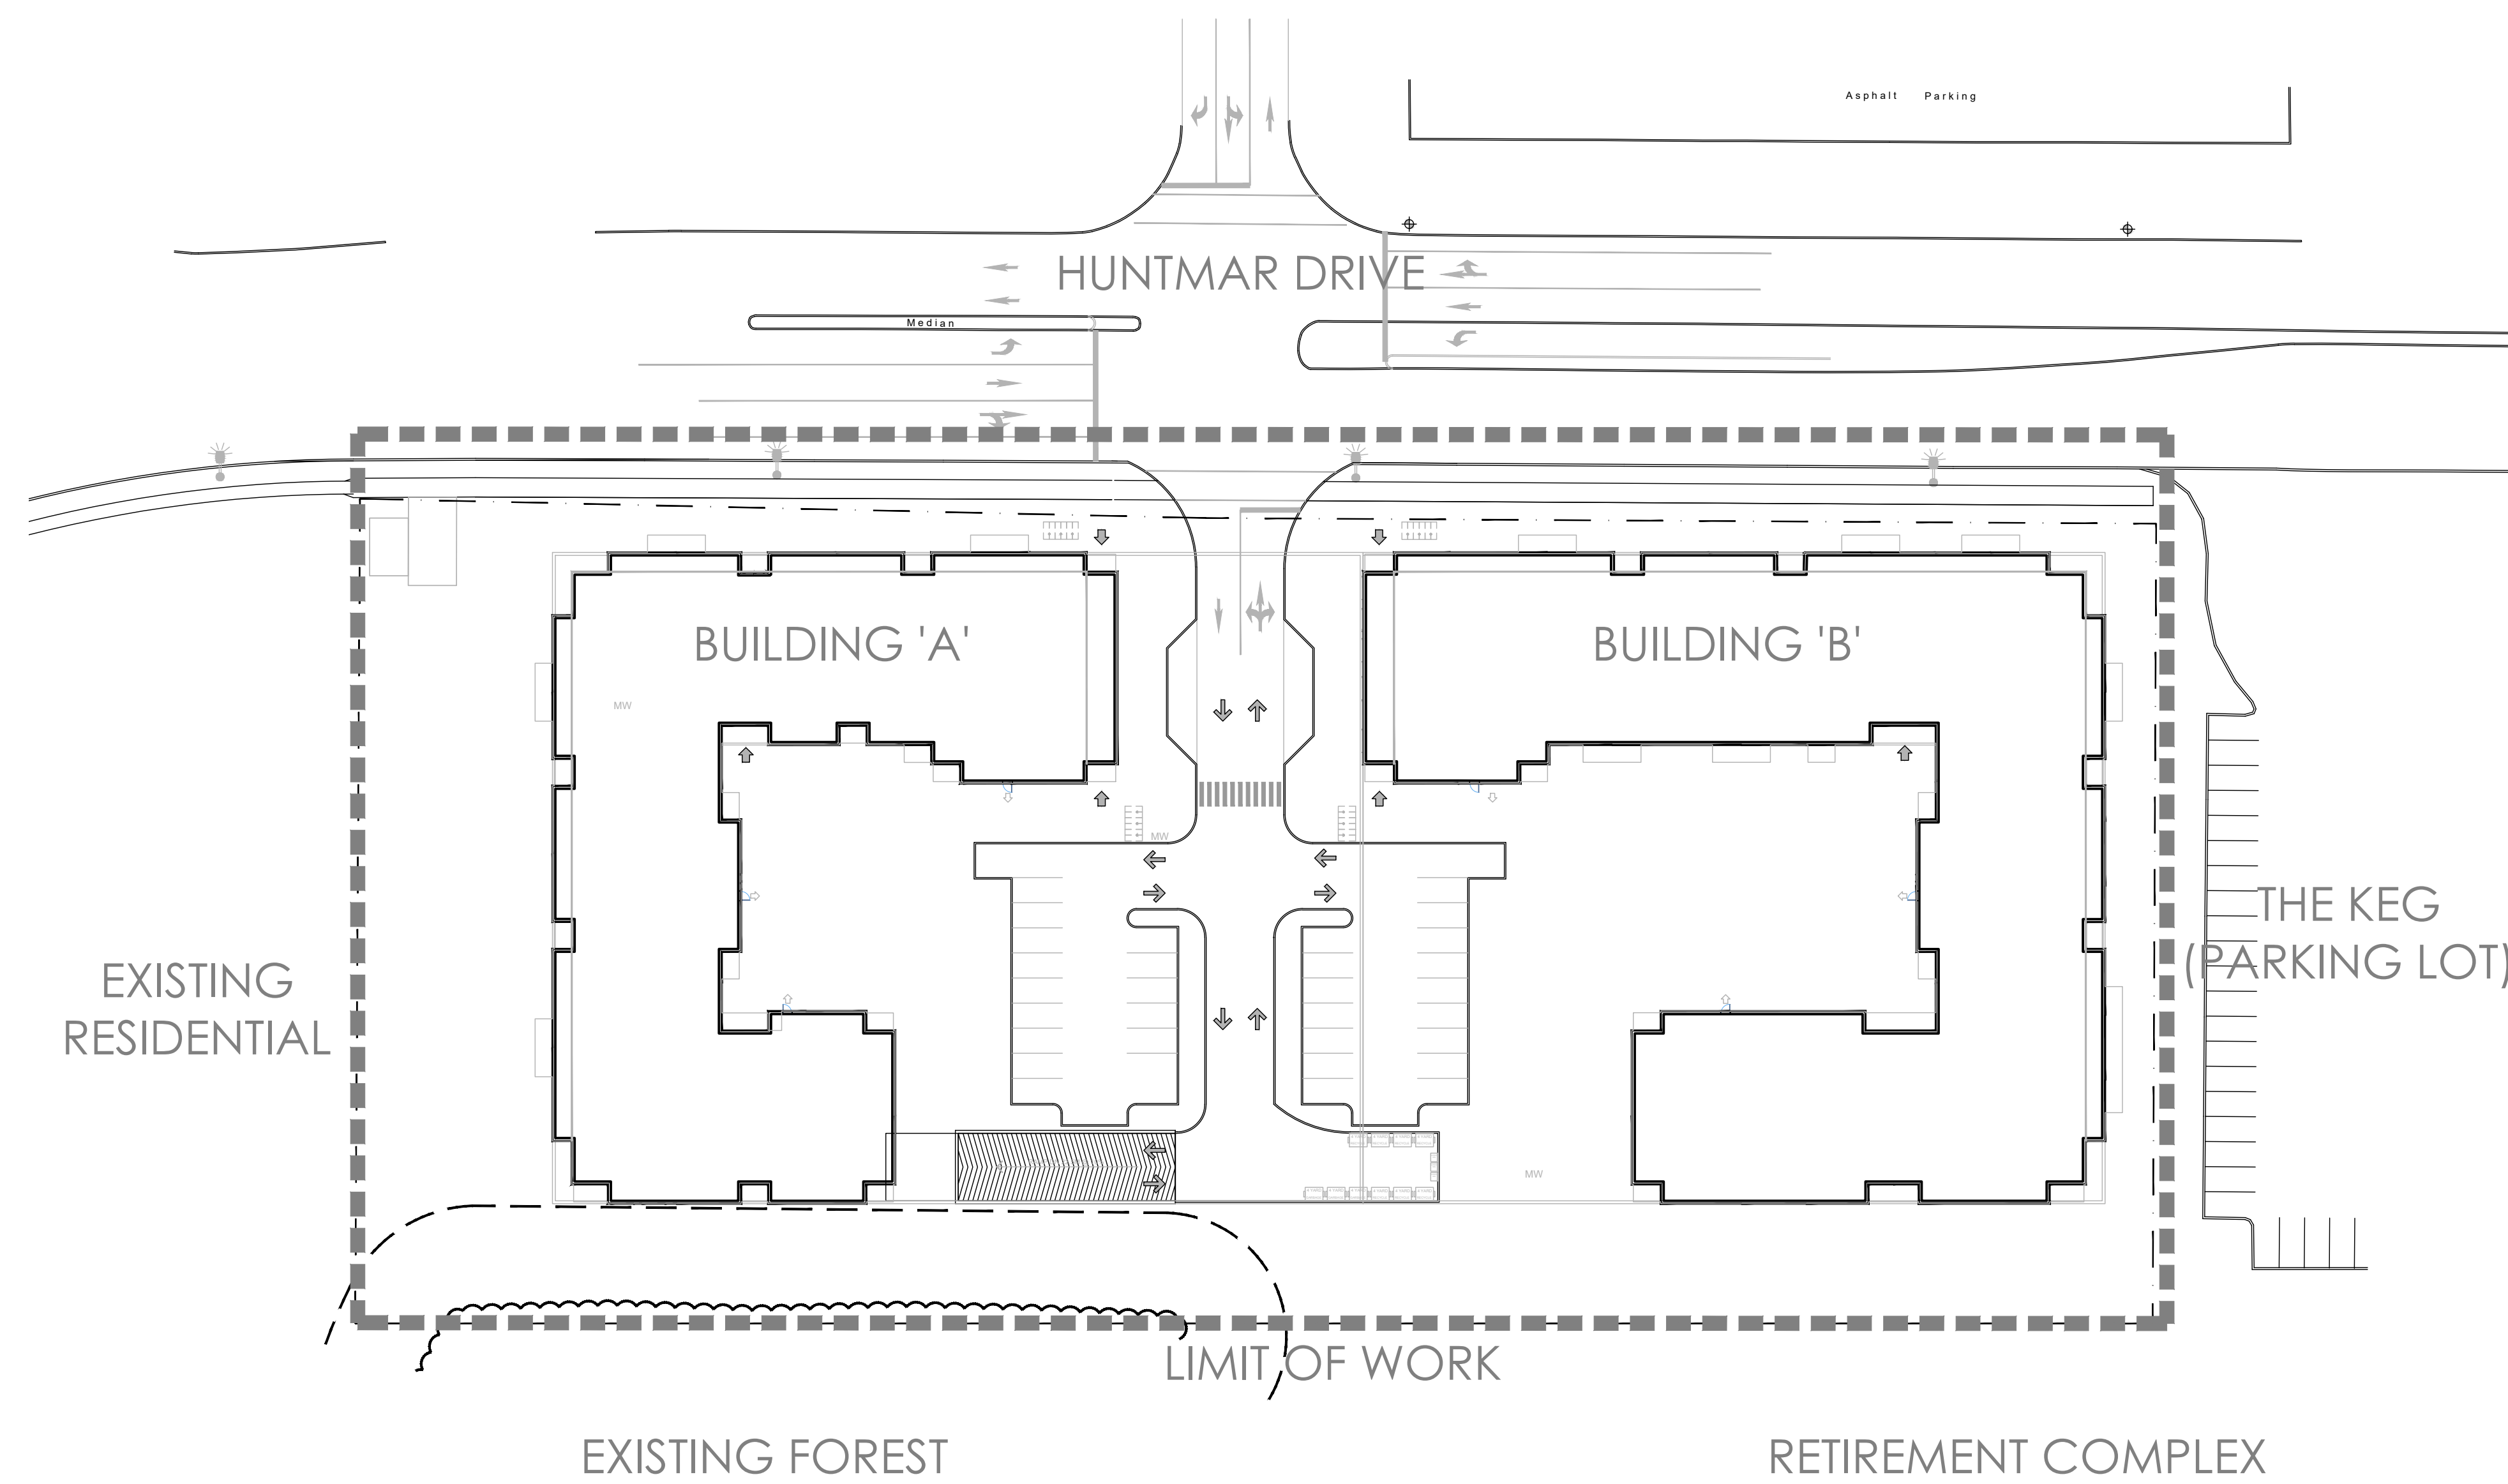 Asphalt Parking
HUNTMAR DRIVE
Median
BUILDING 'A'
BUILDING 'B'
MW
MW
THE KEG
(PARKING LOT)
EXISTING
RESIDENTIAL
MW
LIMIT OF WORK
EXISTING FOREST
RETIREMENT COMPLEX